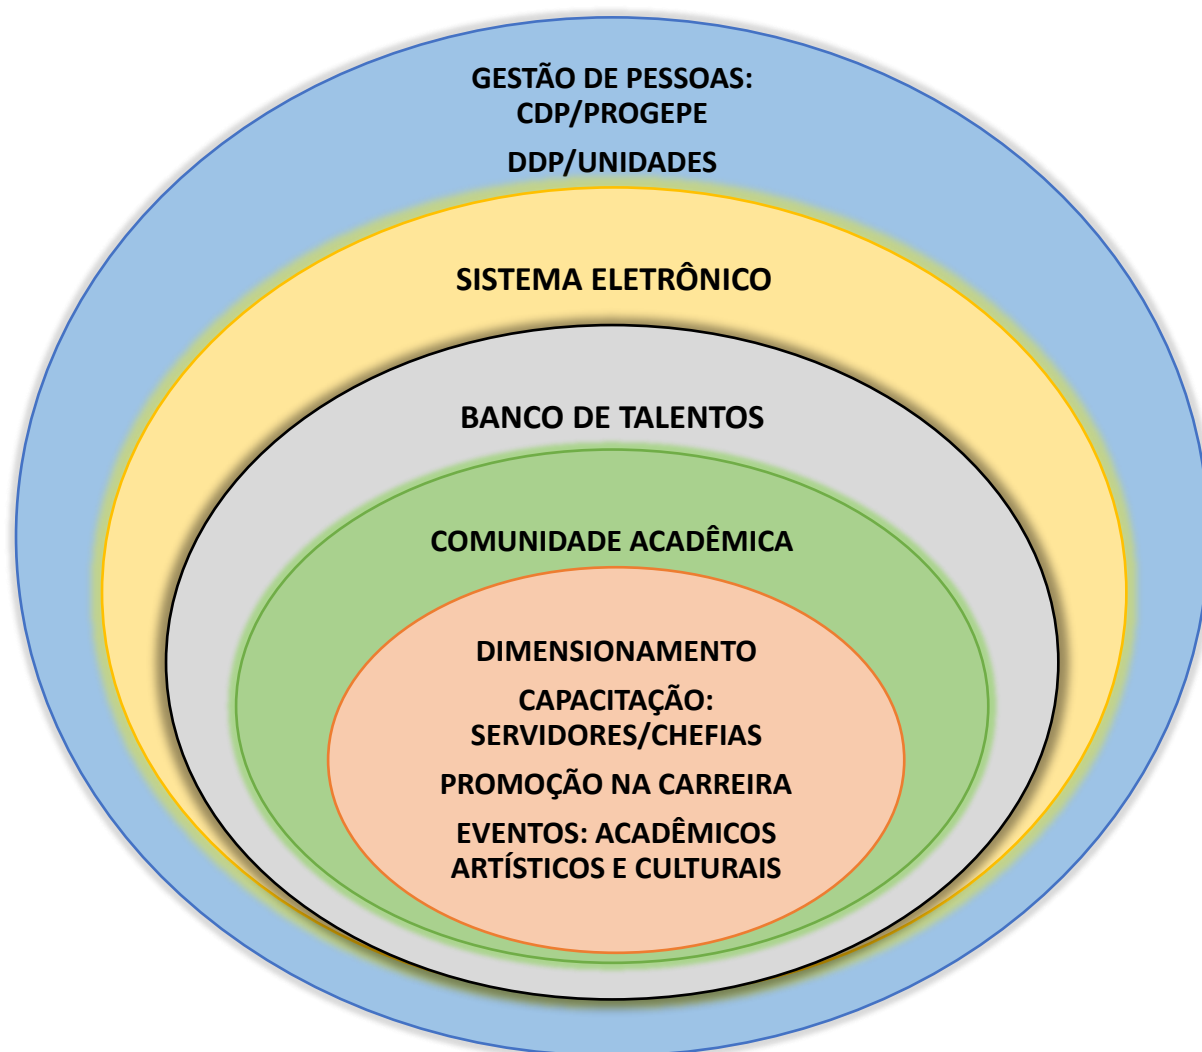 GESTÃO DE PESSOAS:
CDP/PROGEPE
DDP/UNIDADES
SISTEMA ELETRÔNICO
BANCO DE TALENTOS
COMUNIDADE ACADÊMICA
DIMENSIONAMENTO
CAPACITAÇÃO:
SERVIDORES/CHEFIAS
PROMOÇÃO NA CARREIRA
EVENTOS: ACADÊMICOS
ARTÍSTICOS E CULTURAIS